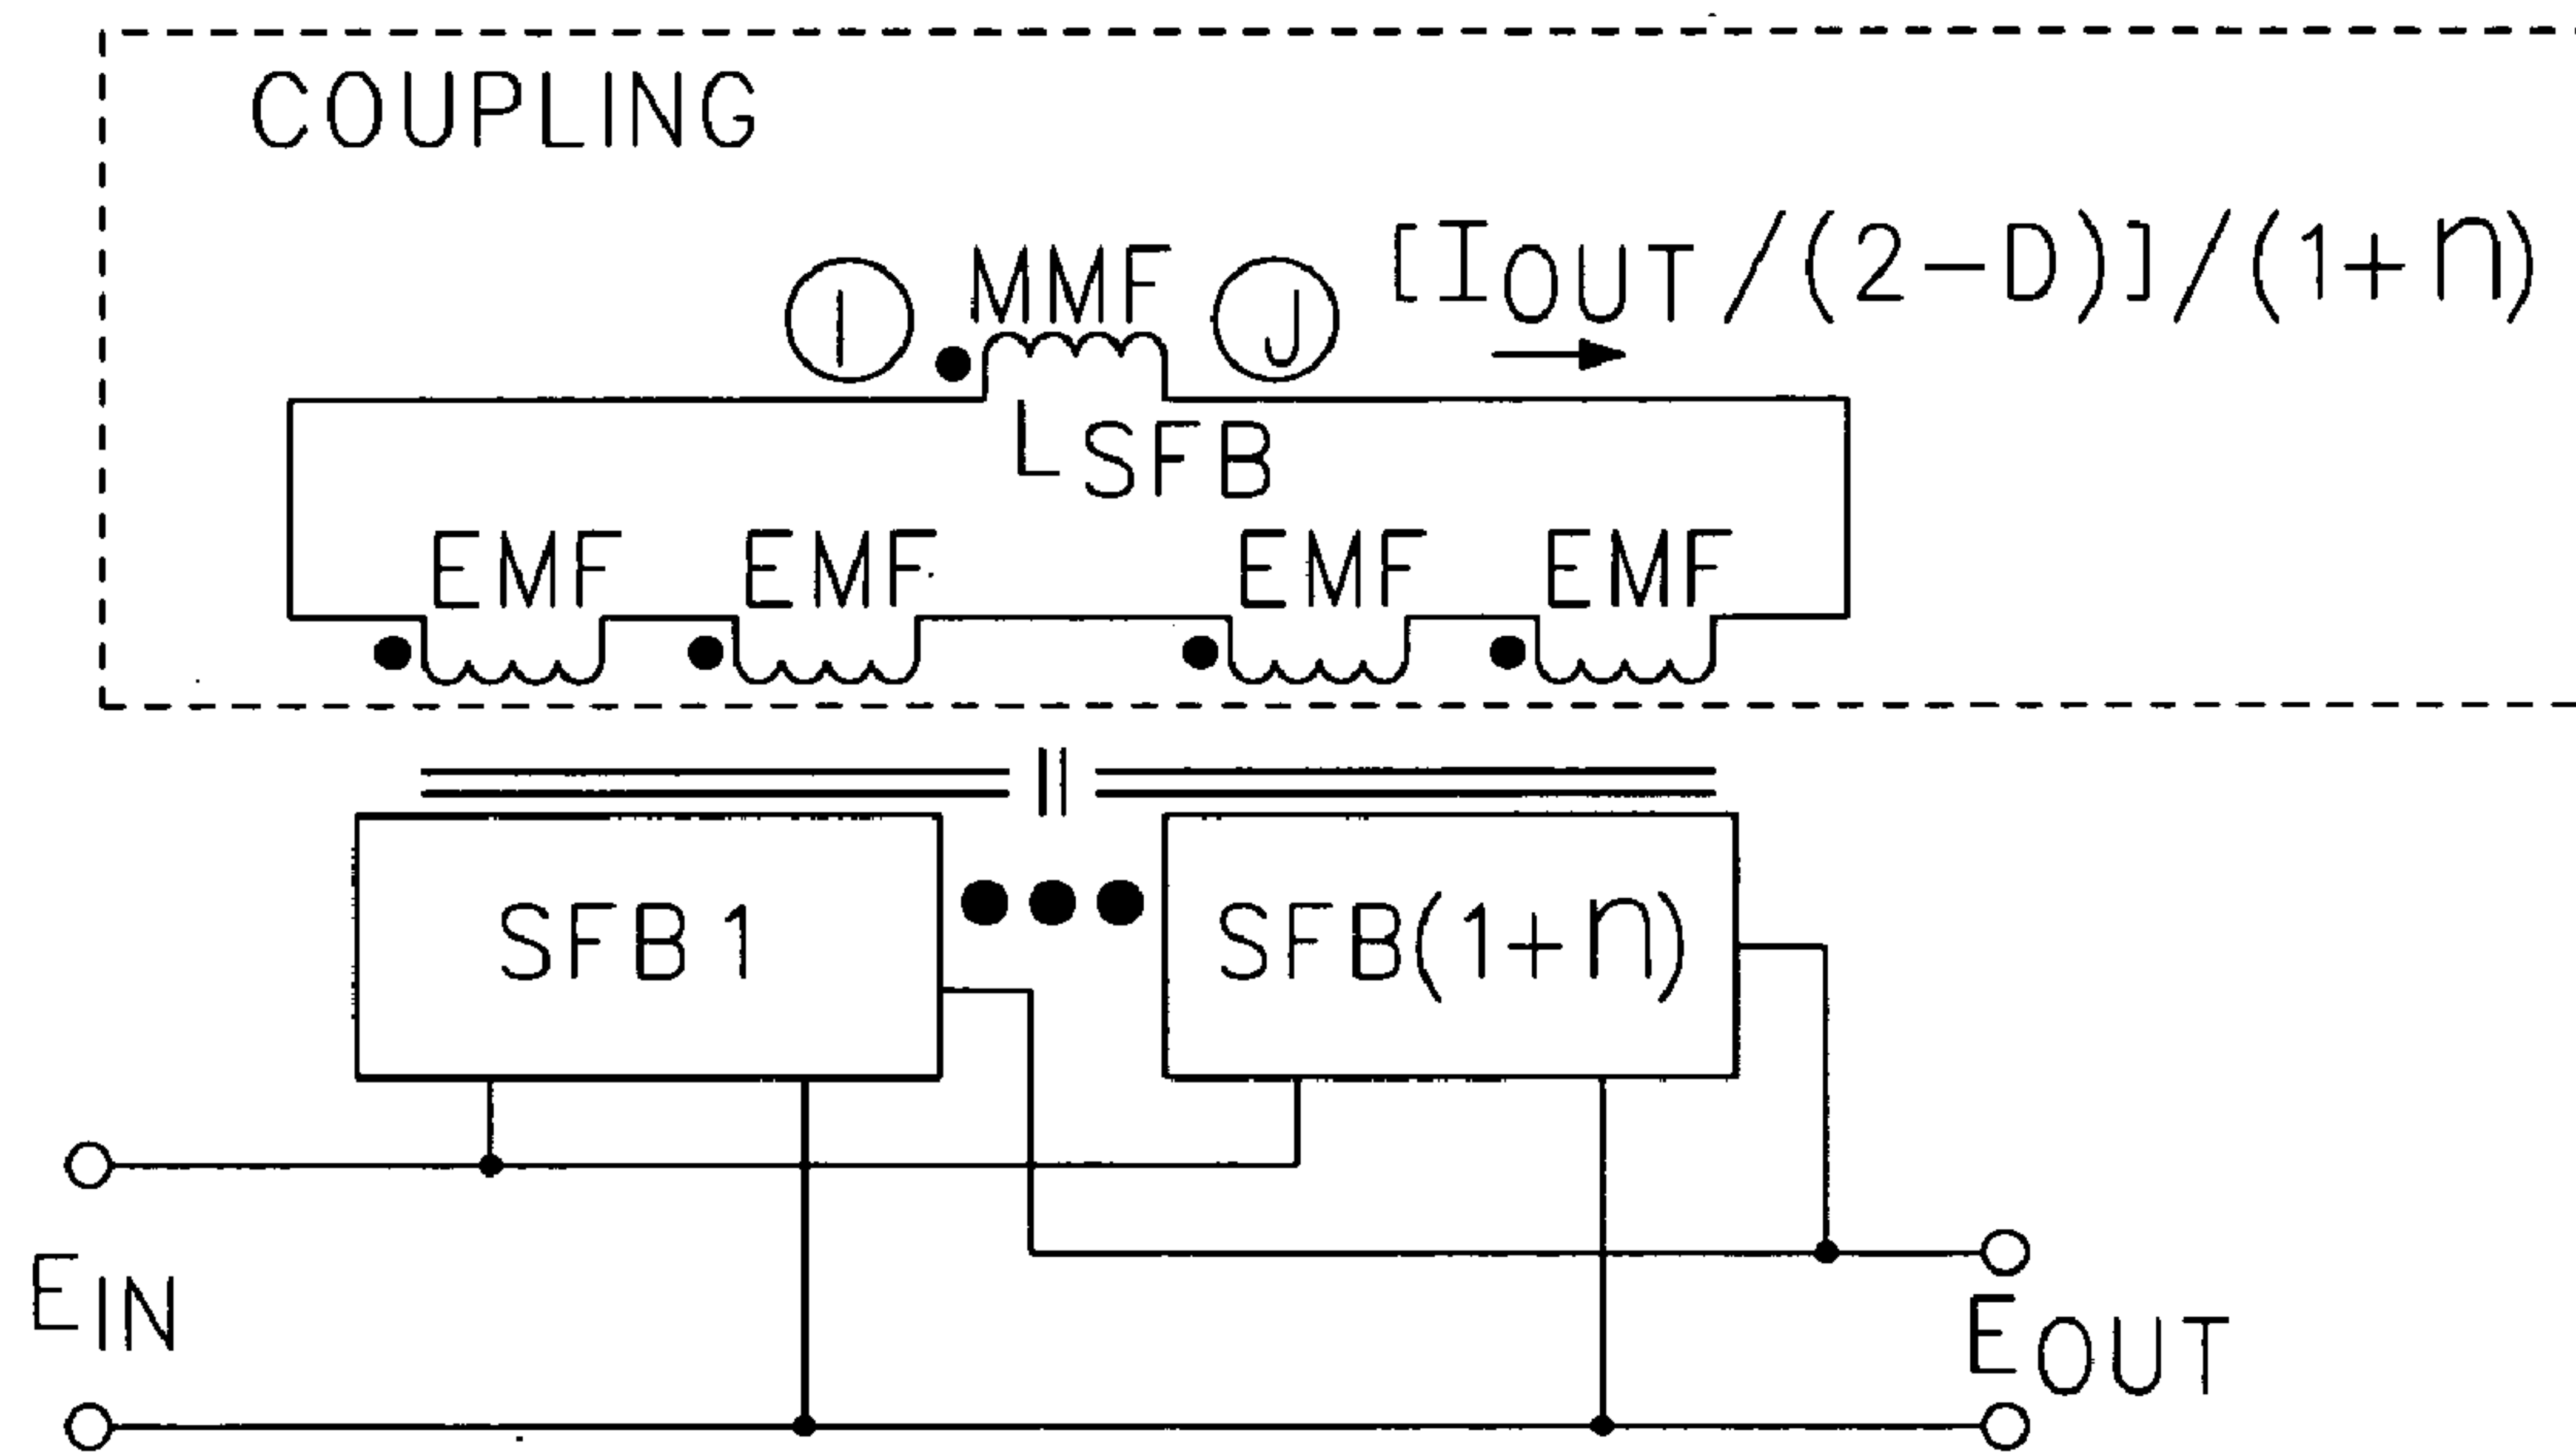 COUPLING
[IOUT/(2-D)]/(1+n)
I MMF J
LSFB
EMF EMF EMF EMF
SFB1 SFB(1+n)
EIN
EOUT